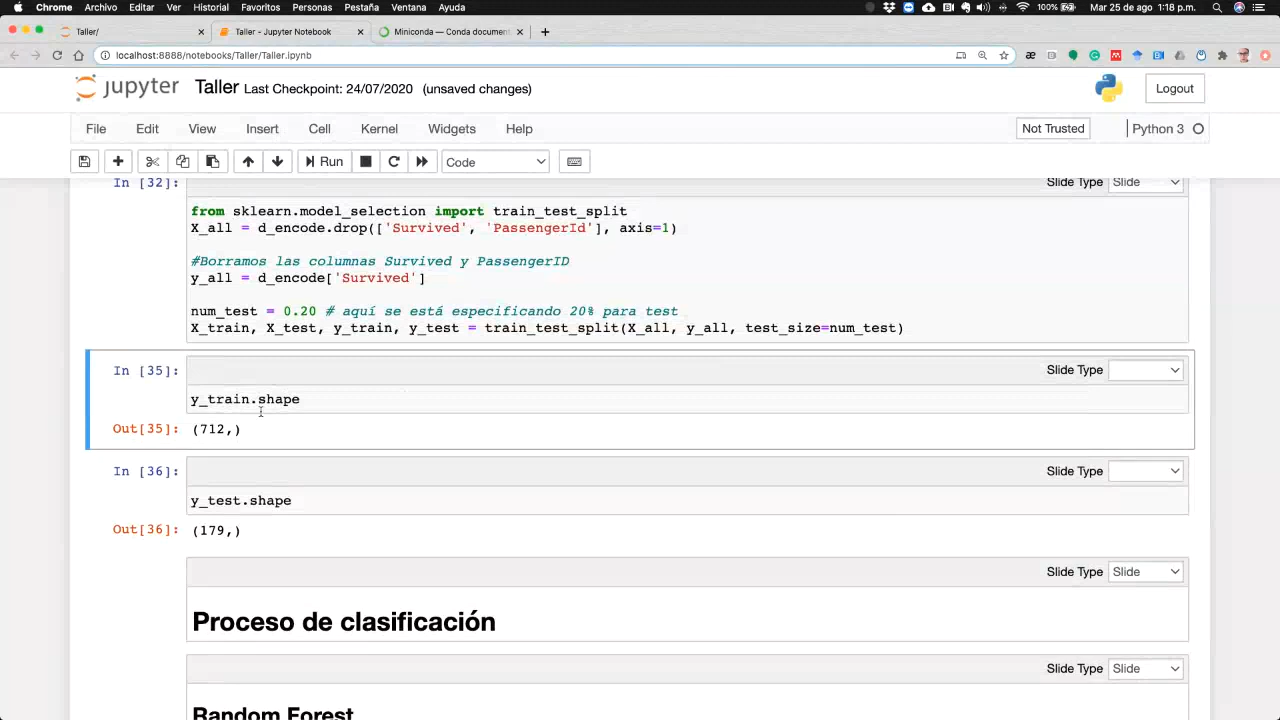 Chrome Archivo Editar Ver Historial Favoritos Personas Pestaña Ventana Ayuda 100% Mar 25 de ago 1:18 p.m.
Taller/ Taller - Jupyter Notebook Miniconda — Conda document
localhost:8888/notebooks/Taller/Taller.ipynb
jupyter Taller Last Checkpoint: 24/07/2020 (unsaved changes) Logout
File Edit View Insert Cell Kernel Widgets Help Not Trusted Python 3
Run Code
In [32]: Slide Type Slide
from sklearn.model_selection import train_test_split
X_all = d_encode.drop(['Survived', 'PassengerId'], axis=1)
#Borramos las columnas Survived y PassengerID
y_all = d_encode['Survived']
num_test = 0.20 # aquí se está especificando 20% para test
X_train, X_test, y_train, y_test = train_test_split(X_all, y_all, test_size=num_test)
In [35]: Slide Type
y_train.shape
Out[35]: (712,)
In [36]: Slide Type
y_test.shape
Out[36]: (179,)
Slide Type Slide
Proceso de clasificación
Slide Type Slide
Random Forest